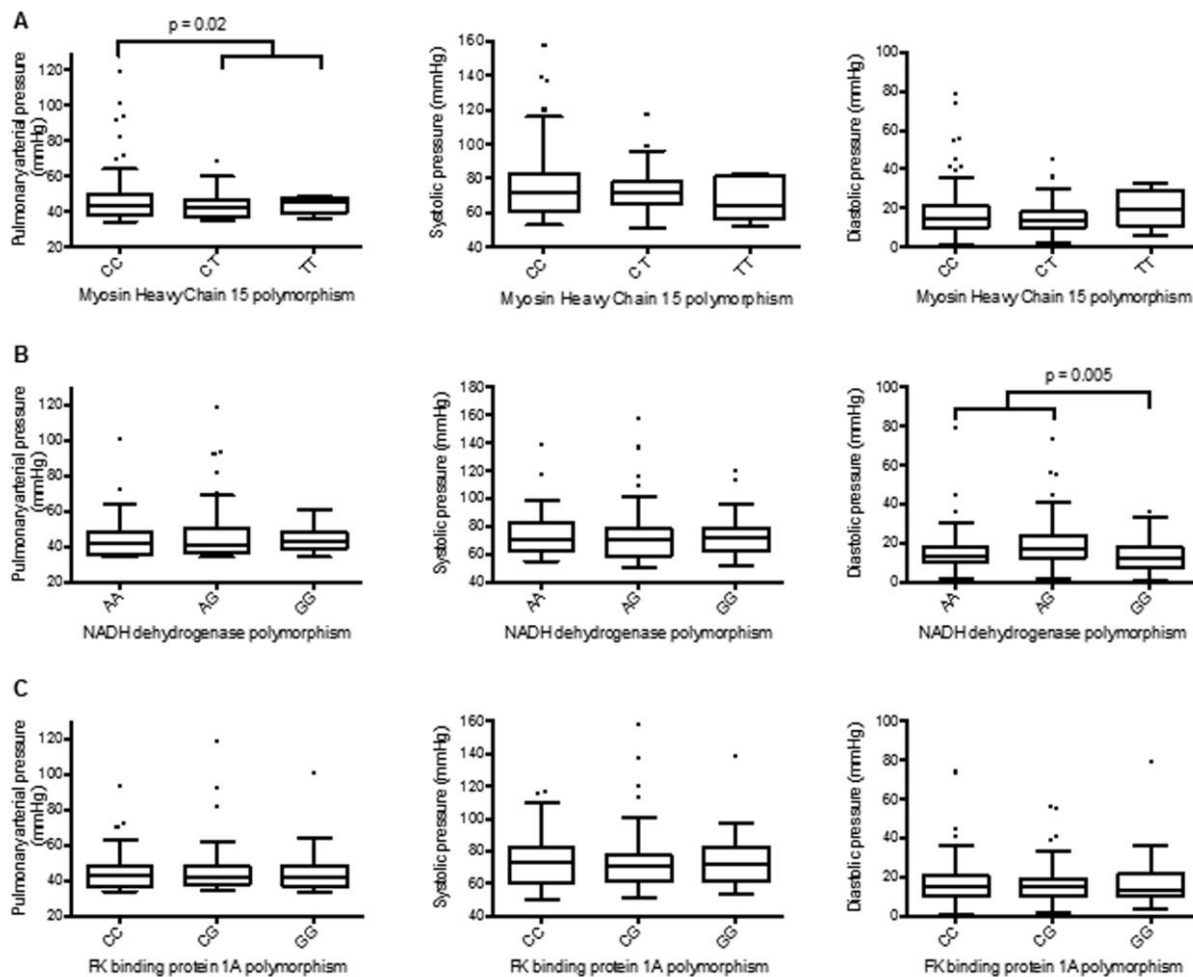 A
p = 0.02
Pulmonary arterial pressure
(mmHg)
120
100
80
60
40
20
CC
CT
TT
Myosin Heavy Chain 15 polymorphism
Systolic pressure (mmHg)
160
140
120
100
80
60
40
CC
CT
TT
Myosin Heavy Chain 15 polymorphism
Diastolic pressure (mmHg)
100
80
60
40
20
0
CC
CT
TT
Myosin Heavy Chain 15 polymorphism
B
Pulmonary arterial pressure
(mmHg)
120
100
80
60
40
20
AA
AG
GG
NADH dehydrogenase polymorphism
Systolic pressure (mmHg)
180
160
140
120
100
80
60
40
AA
AG
GG
NADH dehydrogenase polymorphism
p = 0.005
Diastolic pressure (mmHg)
100
80
60
40
20
0
AA
AG
GG
NADH dehydrogenase polymorphism
C
Pulmonary arterial pressure
(mmHg)
120
100
80
60
40
20
CC
CG
GG
FK binding protein 1A polymorphism
Systolic pressure (mmHg)
160
140
120
100
80
60
40
CC
CG
GG
FK binding protein 1A polymorphism
Diastolic pressure (mmHg)
100
80
60
40
20
0
CC
CG
GG
FK binding protein 1A polymorphism